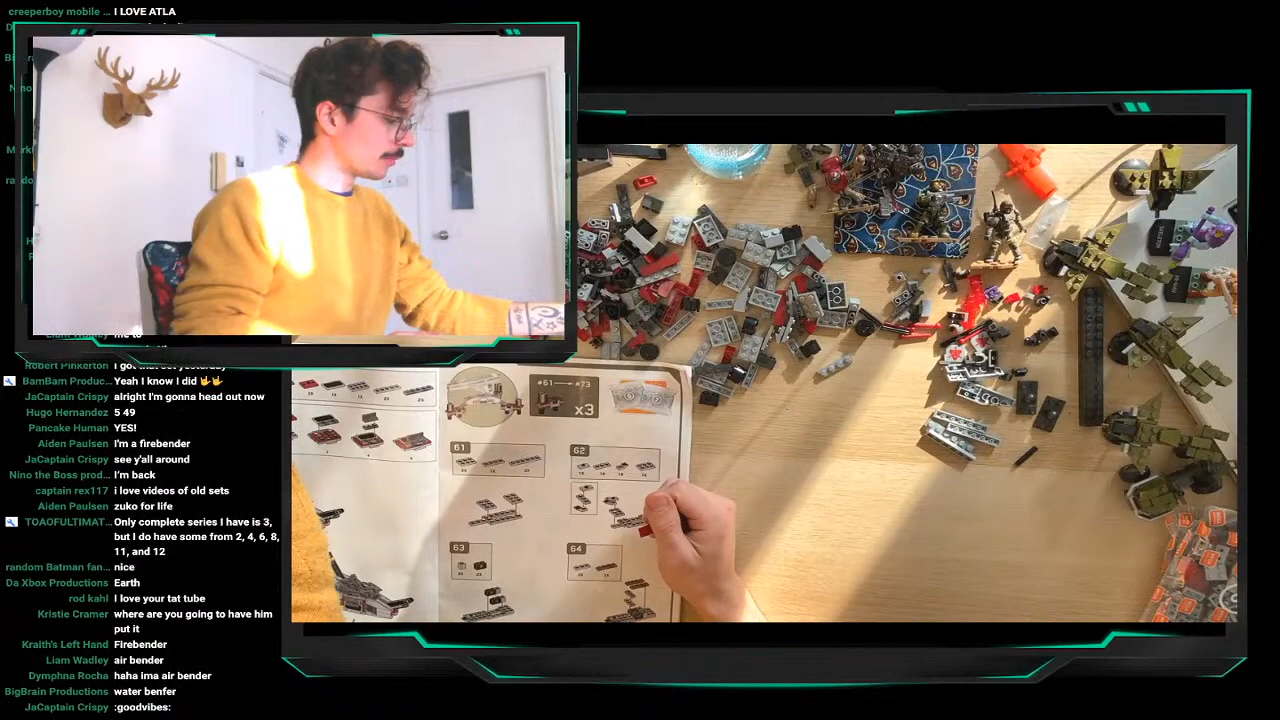 creeperboy mobile ... I LOVE ATLA
Robert Pinkerton I got that set yesterday
BamBam Produc... Yeah I know I did 🤟🤟
JaCaptain Crispy alright I'm gonna head out now
Hugo Hernandez 5 49
Pancake Human YES!
Aiden Paulsen I'm a firebender
JaCaptain Crispy see y'all around
Nino the Boss prod... I'm back
captain rex117 i love videos of old sets
Aiden Paulsen zuko for life
TOAOFULTIMAT... Only complete series I have is 3,
but I do have some from 2, 4, 6, 8,
11, and 12
random Batman fan... nice
Da Xbox Productions Earth
rod kahl I love your tat tube
Kristie Cramer where are you going to have him
put it
Kraith's Left Hand Firebender
Liam Wadley air bender
Dymphna Rocha haha ima air bender
BigBrain Productions water benfer
JaCaptain Crispy :goodvibes:
#61 #73
x3
61
62
63
64